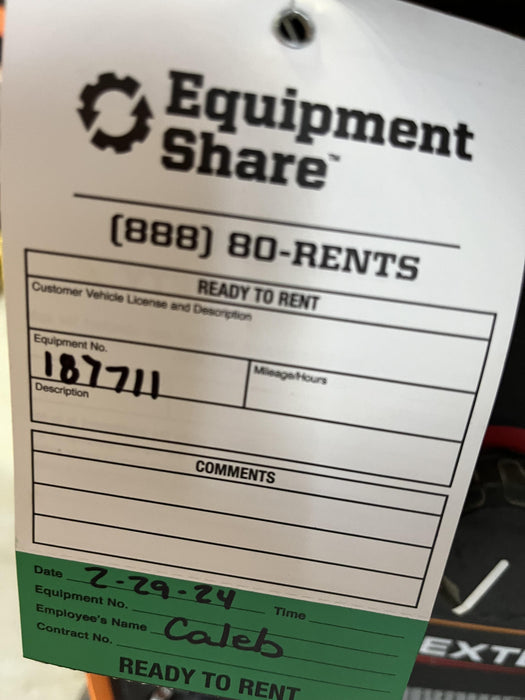 Equipment
Share™
(888) 80-RENTS
READY TO RENT
Customer Vehicle License and Description
Equipment No.
187711
Mileage/Hours
Description
COMMENTS
Date 2-29-24 Time
Equipment No.
Employee's Name Caleb
Contract No.
READY TO RENT
EXT